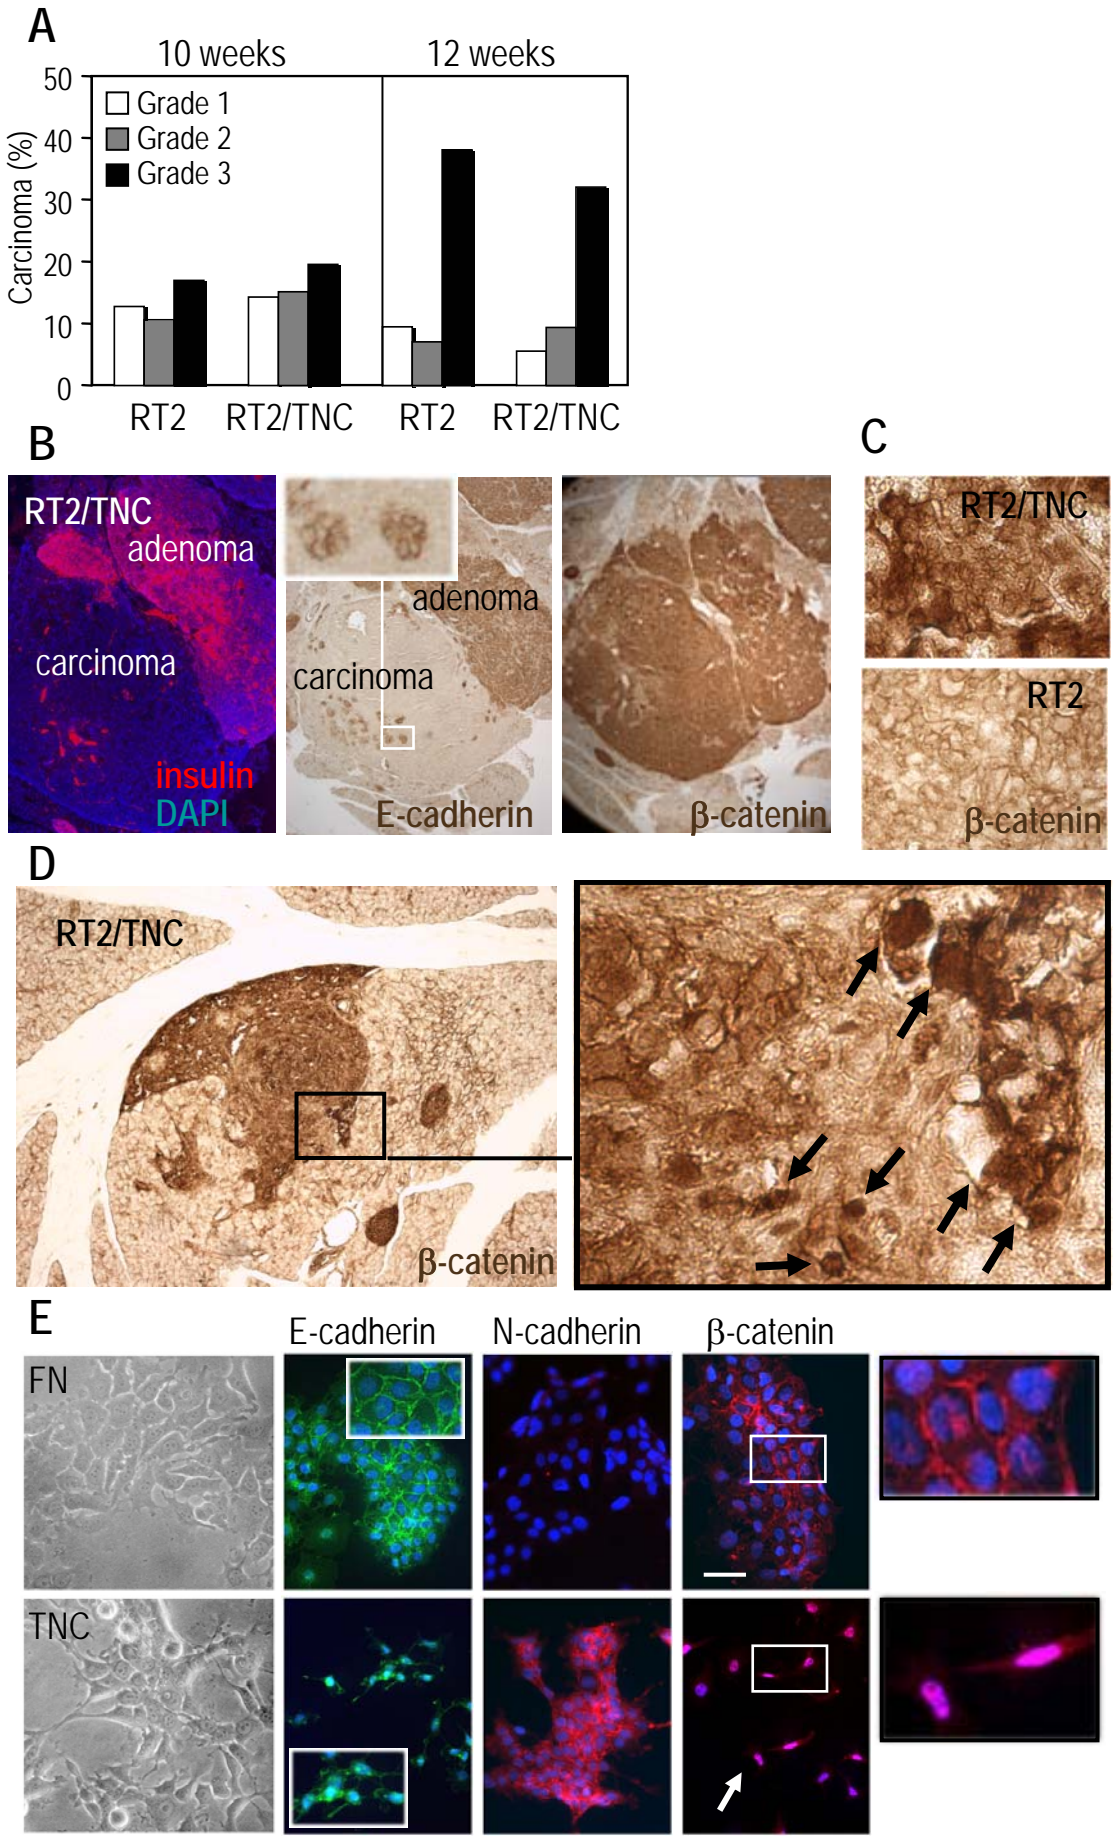 A
10 weeks 12 weeks
50
40
30
20
10
0
Carcinoma (%)
Grade 1
Grade 2
Grade 3
RT2 RT2/TNC RT2 RT2/TNC
B
C
RT2/TNC
adenoma
carcinoma
insulin
DAPI
adenoma
carcinoma
E-cadherin
β-catenin
RT2/TNC
RT2
β-catenin
D
RT2/TNC
β-catenin
E
E-cadherin N-cadherin β-catenin
FN
TNC